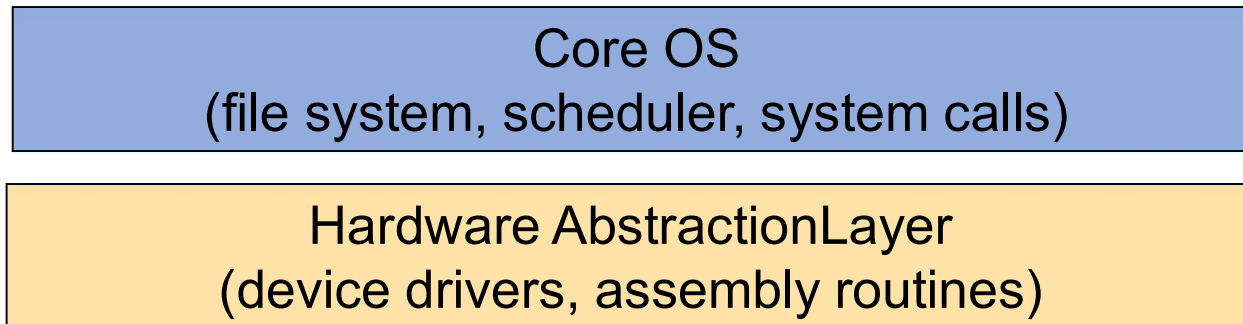 Core OS
(file system, scheduler, system calls)
Hardware AbstractionLayer
(device drivers, assembly routines)